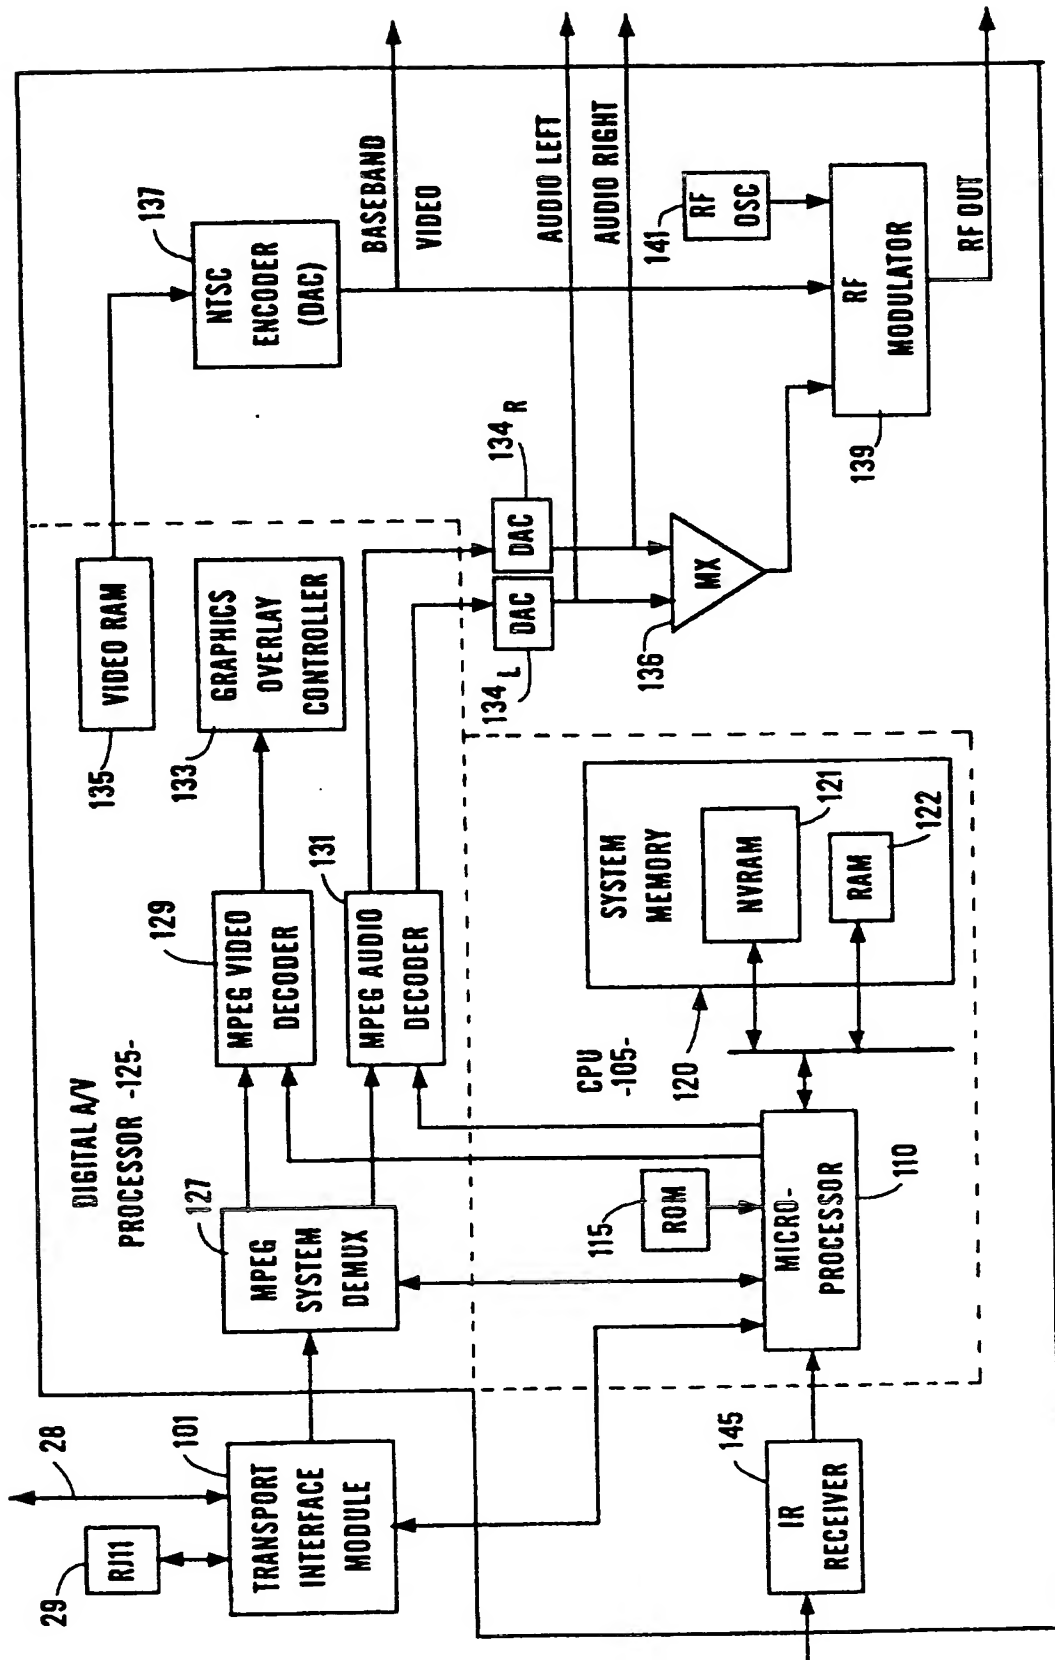 29
RJ11
28
101
TRANSPORT
INTERFACE
MODULE
DIGITAL A/V
PROCESSOR -125-
127
MPEG
SYSTEM
DEMUX
129
MPEG VIDEO
DECODER
131
MPEG AUDIO
DECODER
135
VIDEO RAM
133
GRAPHICS
OVERLAY
CONTROLLER
137
NTSC
ENCODER
(DAC)
BASEBAND
VIDEO
AUDIO LEFT
AUDIO RIGHT
134 L
DAC
134 R
DAC
136
MX
141
RF
OSC
RF
MODULATOR
139
RF OUT
145
IR
RECEIVER
115
ROM
MICRO-
PROCESSOR
110
CPU
-105-
120
SYSTEM
MEMORY
NVRAM
121
RAM
122